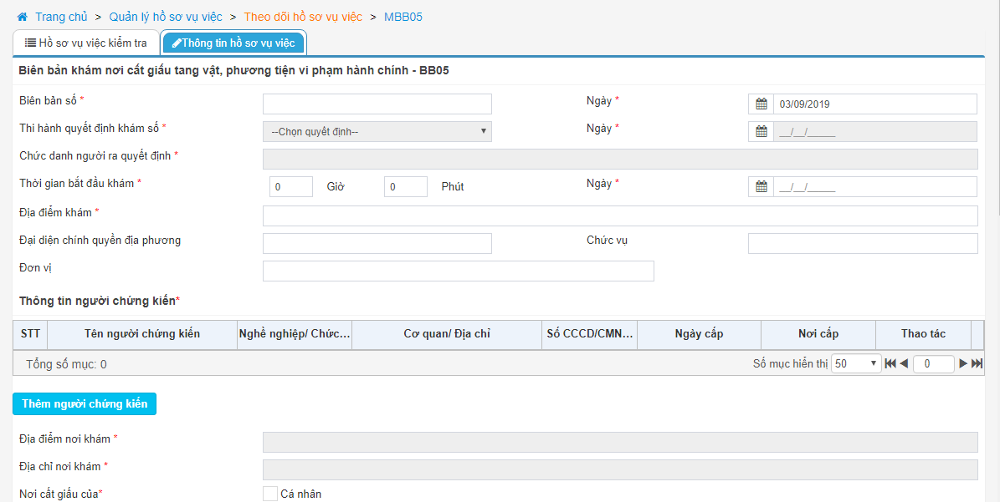 Trang chủ > Quản lý hồ sơ vụ việc > Theo dõi hồ sơ vụ việc > MBB05
Hồ sơ vụ việc kiểm tra Thông tin hồ sơ vụ việc
Biên bản khám nơi cất giấu tang vật, phương tiện vi phạm hành chính - BB05
Biên bản số * Ngày * 03/09/2019
Thi hành quyết định khám số * --Chọn quyết định-- Ngày * __/__/____
Chức danh người ra quyết định *
Thời gian bắt đầu khám * 0 Giờ 0 Phút Ngày * __/__/____
Địa điểm khám *
Đại diện chính quyền địa phương Chức vụ
Đơn vị
Thông tin người chứng kiến*
STT Tên người chứng kiến Nghề nghiệp/ Chức... Cơ quan/ Địa chỉ Số CCCD/CMN... Ngày cấp Nơi cấp Thao tác
Tổng số mục: 0 Số mục hiển thị 50 0
Thêm người chứng kiến
Địa điểm nơi khám *
Địa chỉ nơi khám *
Nơi cất giấu của* Cá nhân